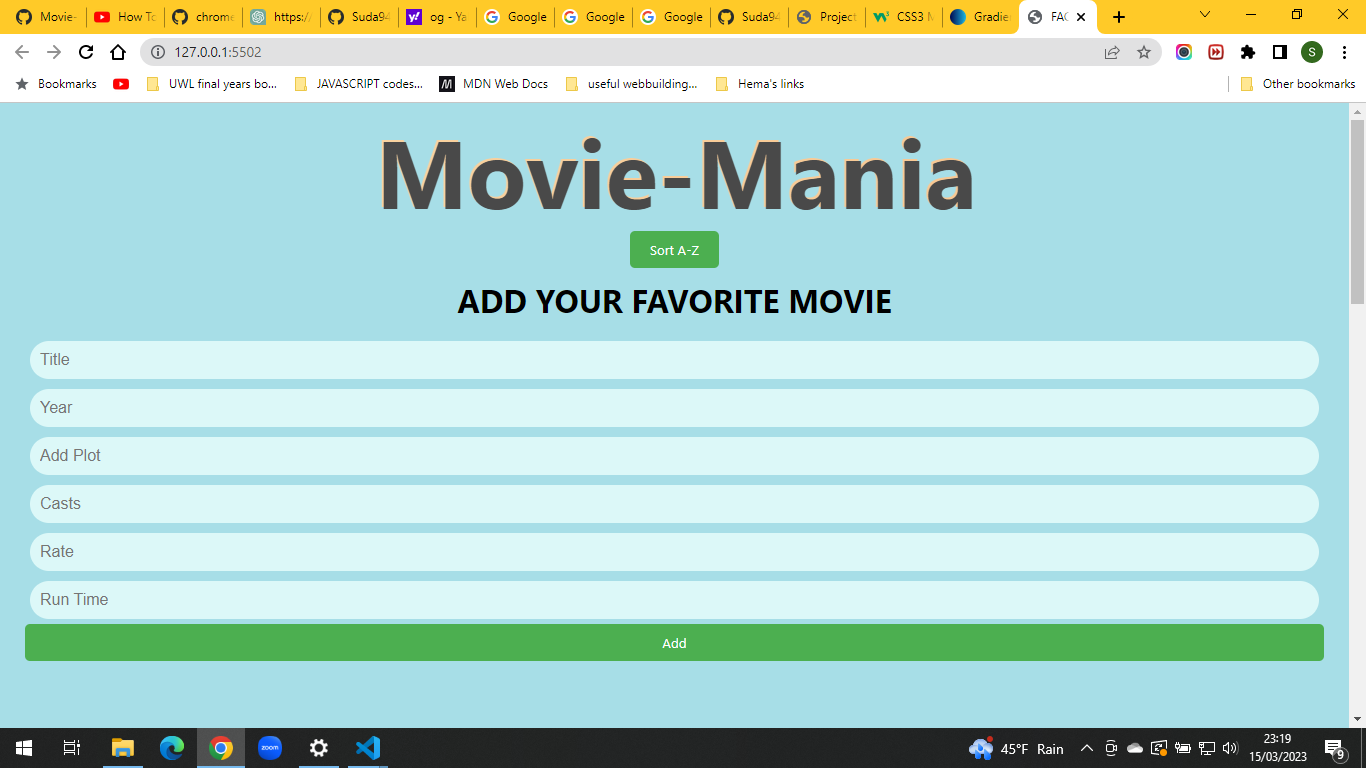 Movie- How To chrome https:// Suda94 og - Ya Google Google Google Suda94 Project CSS3 M Gradie FAC
127.0.0.1:5502 S
Bookmarks UWL final years bo... JAVASCRIPT codes... MDN Web Docs useful webbuilding... Hema's links Other bookmarks
Movie-Mania
Sort A-Z
ADD YOUR FAVORITE MOVIE
Title
Year
Add Plot
Casts
Rate
Run Time
Add
zoom 45°F Rain 23:19
15/03/2023 9